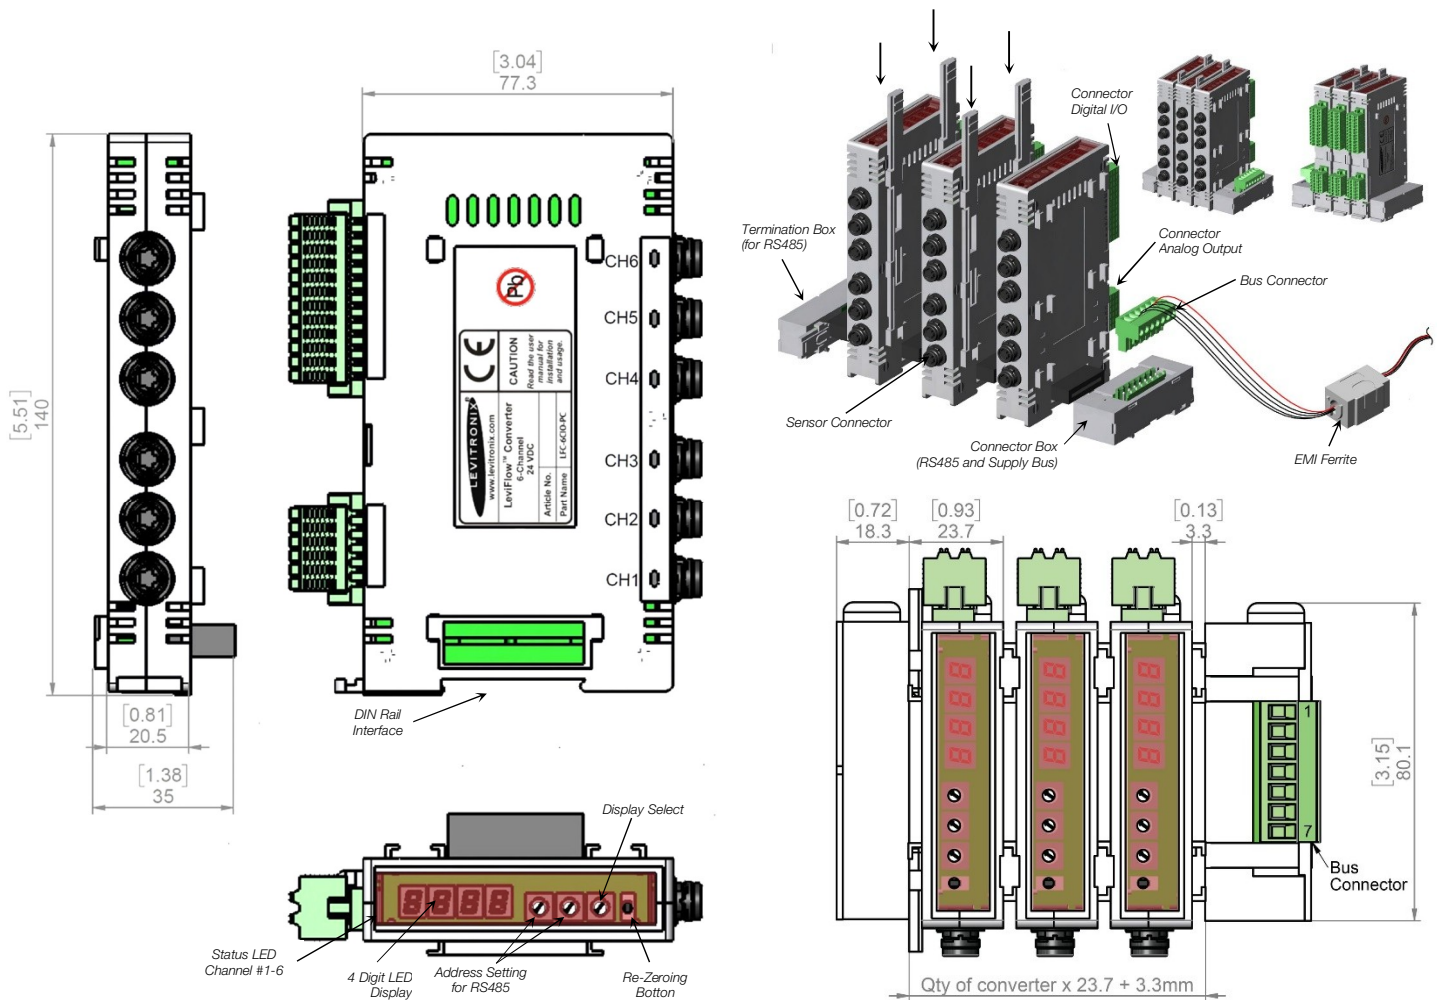 [3.04]
77.3
[5.51]
140
CH6
CH5
CH4
CH3
CH2
CH1
Pb
CE
CAUTION
Read the user
manual for
installation
and usage.
LEVITRONIX®
www.levitronix.com
LeviFlow™ Converter
6-Channel
24 VDC
Article No.
Part Name LFC-6CIO-PC
[0.81]
20.5
[1.38]
35
DIN Rail
Interface
Connector
Digital I/O
Termination Box
(for RS485)
Connector
Analog Output
Bus Connector
Sensor Connector
Connector Box
(RS485 and Supply Bus)
EMI Ferrite
Display Select
Status LED
Channel #1-6
4 Digit LED
Display
Address Setting
for RS485
Re-Zeroing
Botton
[0.72]
18.3
[0.93]
23.7
[0.13]
3.3
[3.15]
80.1
1
7
Bus
Connector
Qty of converter x 23.7 + 3.3mm